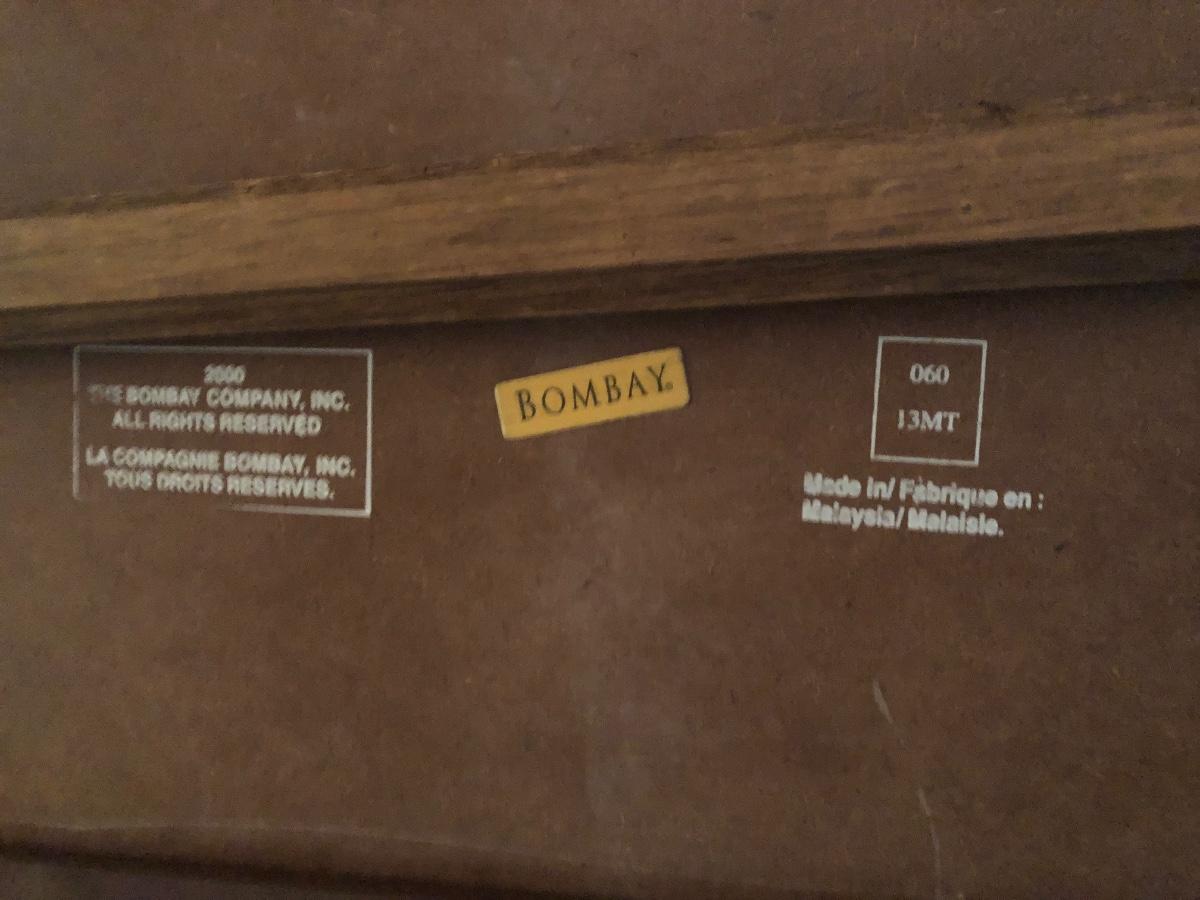 2000
THE BOMBAY COMPANY, INC.
ALL RIGHTS RESERVED
LA COMPAGNIE BOMBAY, INC.
TOUS DROITS RESERVES.
BOMBAY®
060
13MT
Made in/ Fabrique en :
Malaysia/ Malaisie.